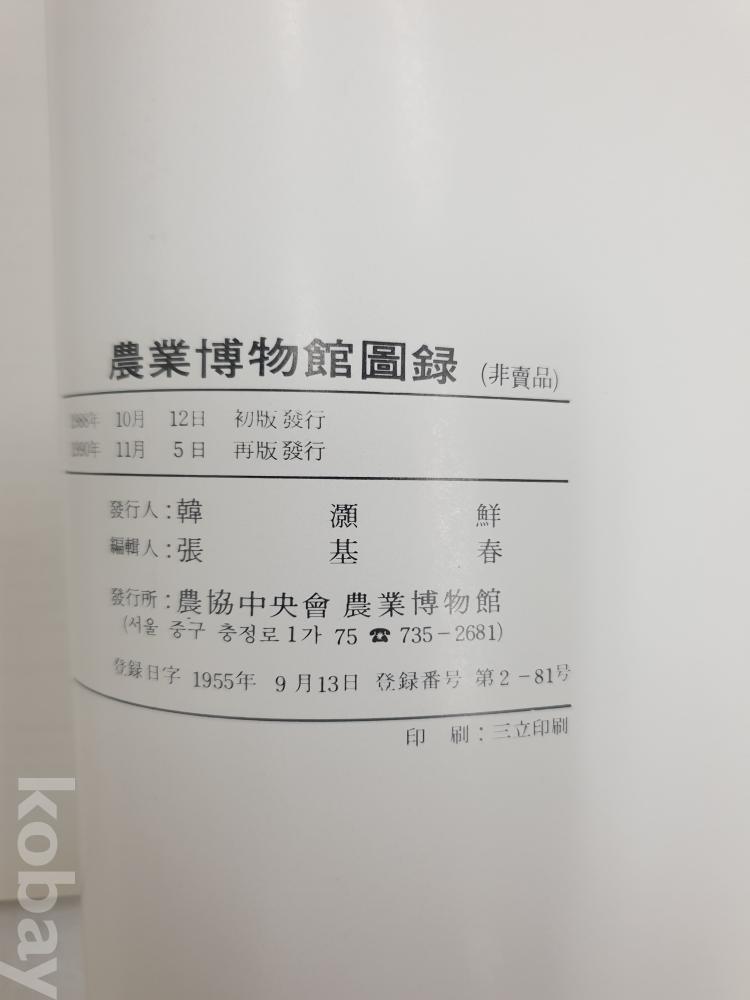 農業博物館圖録 (非賣品)
1988年 10月 12日 初版 發行
1990年 11月 5日 再版 發行
發行人 : 韓 灝 鮮
編輯人 : 張 基 春
發行所 : 農協中央會 農業博物館
(서울 중구 충정로 1가 75 ☎ 735-2681)
登録日字 1955年 9月13日 登録番号 第2-81号
印 刷 : 三立印刷
kobay